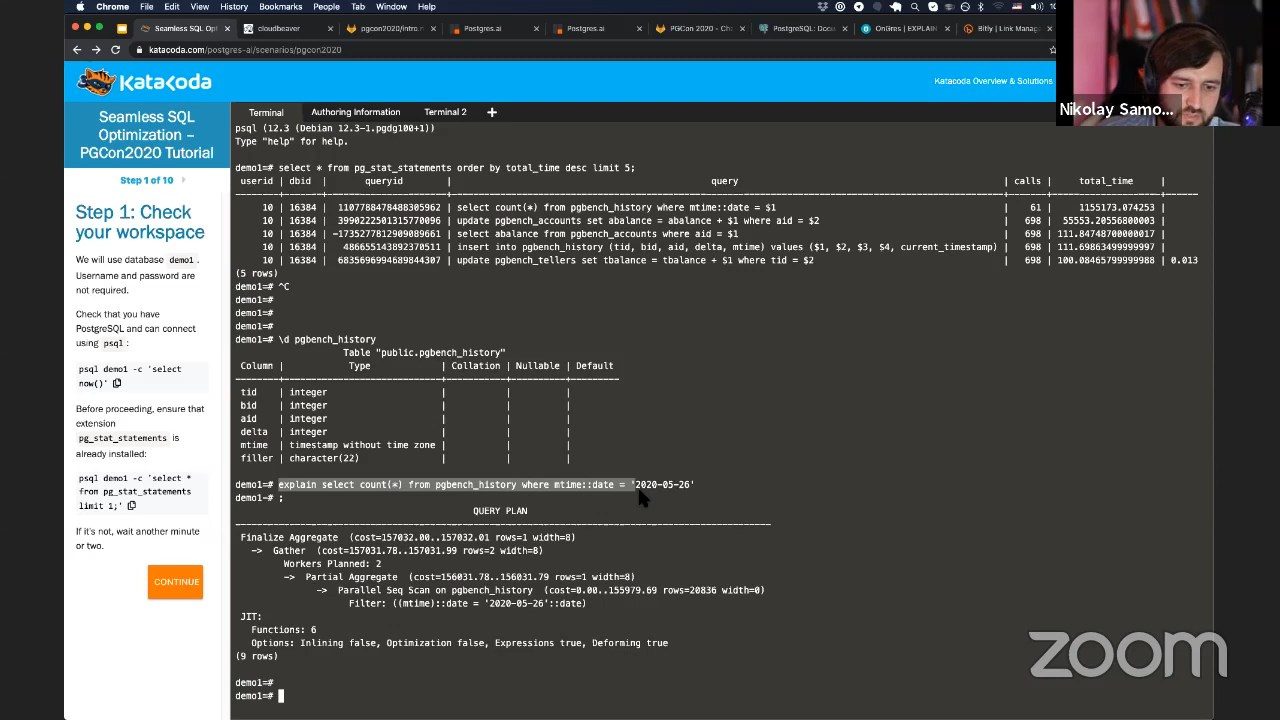 Chrome File Edit View History Bookmarks People Tab Window Help
Seamless SQL Opt cloudbeaver pgcon2020/intro.m Postgres.ai Postgres.ai PGCon 2020 - Ch PostgreSQL: Docu OnGres | EXPLAIN Bitly | Link Manag
katacoda.com/postgres-ai/scenarios/pgcon2020
KataKoda
Katacoda Overview & Solutions
Nikolay Samo...
Seamless SQL
Optimization –
PGCon2020 Tutorial
Step 1 of 10
Step 1: Check
your workspace
We will use database demo1.
Username and password are
not required.
Check that you have
PostgreSQL and can connect
using psql:
psql demo1 -c 'select
now()'
Before proceeding, ensure that
extension
pg_stat_statements is
already installed:
psql demo1 -c 'select *
from pg_stat_statements
limit 1;'
If it's not, wait another minute
or two.
CONTINUE
Terminal Authoring Information Terminal 2 +
psql (12.3 (Debian 12.3-1.pgdg100+1))
Type "help" for help.
demo1=# select * from pg_stat_statements order by total_time desc limit 5;
userid | dbid | queryid | query | calls | total_time |
10 | 16384 | 1107788478488305962 | select count(*) from pgbench_history where mtime::date = $1 | 61 | 1155173.074253 |
10 | 16384 | 3990222501315770096 | update pgbench_accounts set abalance = abalance + $1 where aid = $2 | 698 | 55553.20556800003 |
10 | 16384 | -1735277812909089661 | select abalance from pgbench_accounts where aid = $1 | 698 | 111.84748700000017 |
10 | 16384 | 486655143892370511 | insert into pgbench_history (tid, bid, aid, delta, mtime) values ($1, $2, $3, $4, current_timestamp) | 698 | 111.69863499999997 |
10 | 16384 | 6835696994689844307 | update pgbench_tellers set tbalance = tbalance + $1 where tid = $2 | 698 | 100.08465799999988 | 0.013
(5 rows)
demo1=# ^C
demo1=#
demo1=#
demo1=#
demo1=# \d pgbench_history
Table "public.pgbench_history"
Column | Type | Collation | Nullable | Default
tid | integer | | |
bid | integer | | |
aid | integer | | |
delta | integer | | |
mtime | timestamp without time zone | | |
filler | character(22) | | |
demo1=# explain select count(*) from pgbench_history where mtime::date = '2020-05-26'
demo1-# ;
QUERY PLAN
Finalize Aggregate (cost=157032.00..157032.01 rows=1 width=8)
-> Gather (cost=157031.78..157031.99 rows=2 width=8)
Workers Planned: 2
-> Partial Aggregate (cost=156031.78..156031.79 rows=1 width=8)
-> Parallel Seq Scan on pgbench_history (cost=0.00..155979.69 rows=20836 width=0)
Filter: ((mtime)::date = '2020-05-26'::date)
JIT:
Functions: 6
Options: Inlining false, Optimization false, Expressions true, Deforming true
(9 rows)
demo1=#
demo1=#
zoom